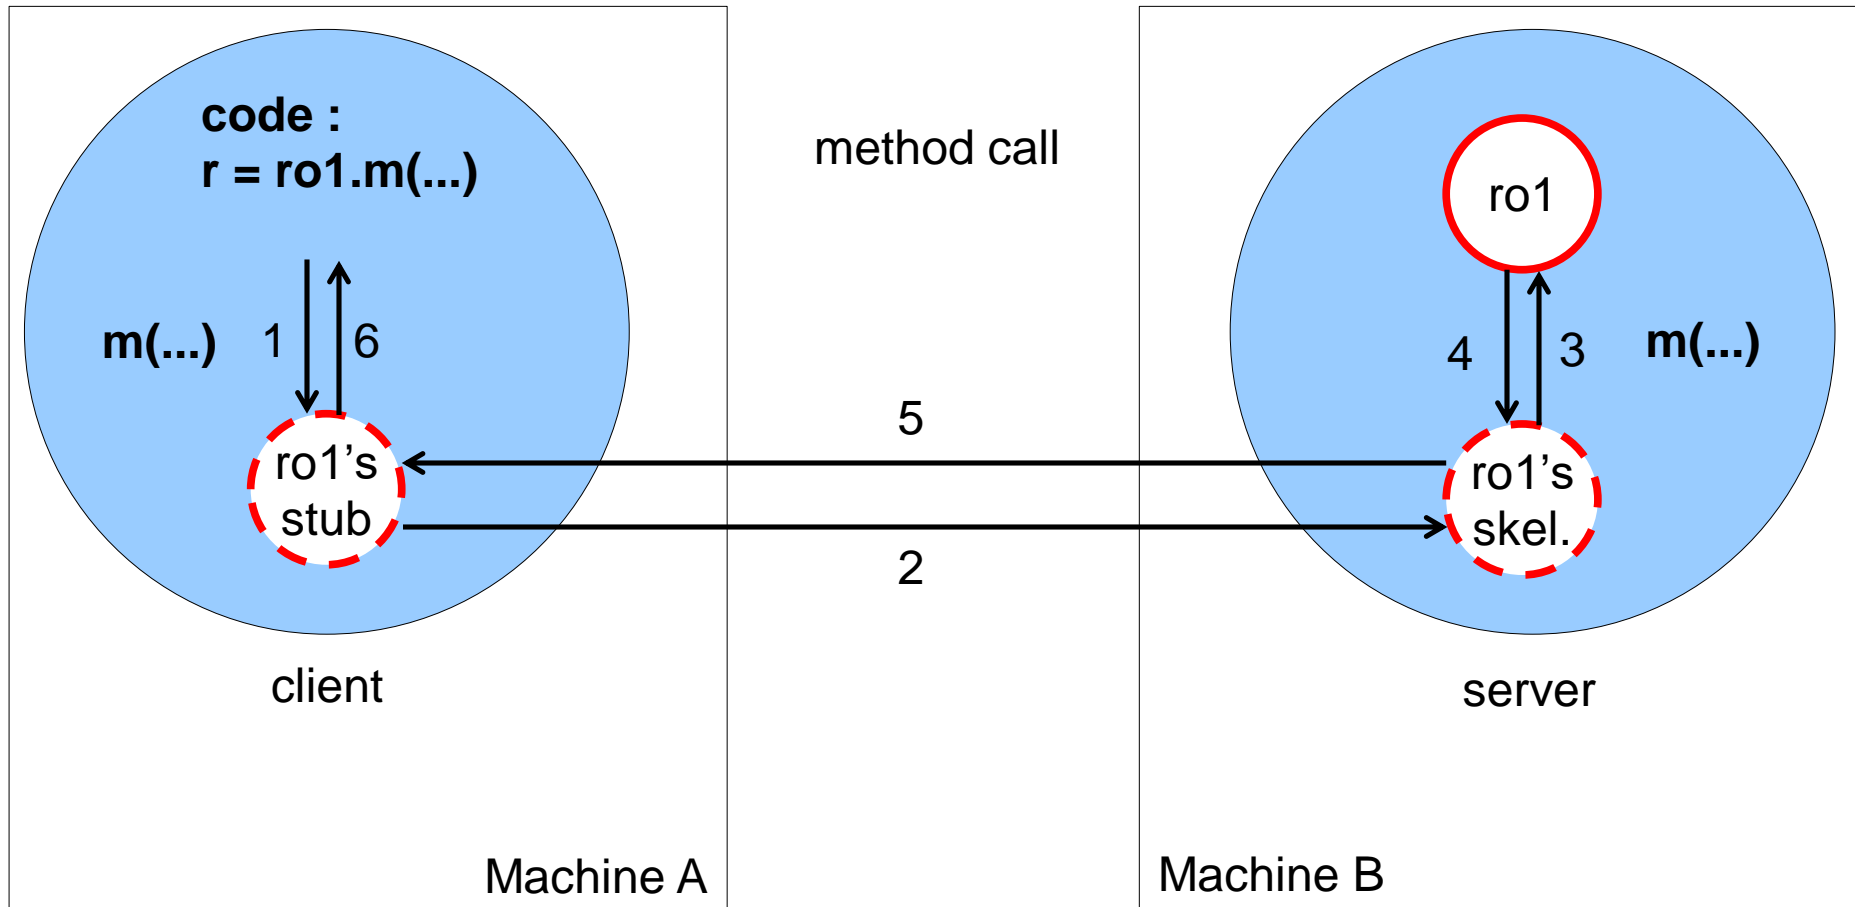 code :
r = ro1.m(...)
method call
ro1
m(...)
1
6
4
3
m(...)
5
ro1’s
stub
ro1’s
skel.
2
client
server
Machine A
Machine B